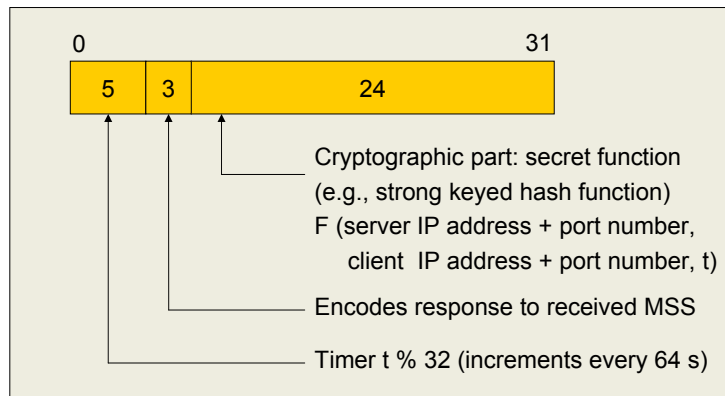 0 31
5 3 24
Cryptographic part: secret function
(e.g., strong keyed hash function)
F (server IP address + port number,
client IP address + port number, t)
Encodes response to received MSS
Timer t % 32 (increments every 64 s)